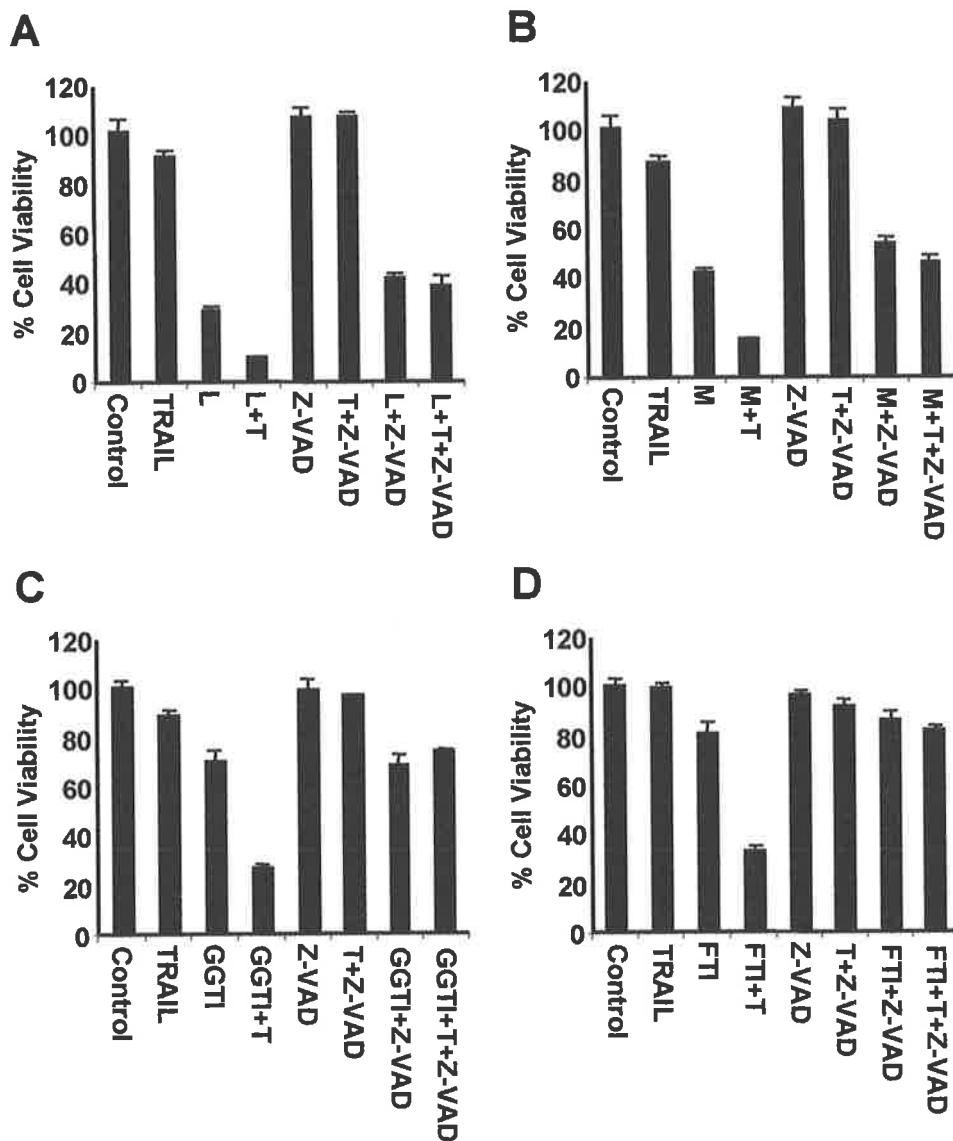 A
% Cell Viability
120
100
80
60
40
20
0
Control
TRAIL
L
L+T
Z-VAD
T+Z-VAD
L+Z-VAD
L+T+Z-VAD
B
% Cell Viability
120
100
80
60
40
20
0
Control
TRAIL
M
M+T
Z-VAD
T+Z-VAD
M+Z-VAD
M+T+Z-VAD
C
% Cell Viability
120
100
80
60
40
20
0
Control
TRAIL
GGTI
GGTI+T
Z-VAD
T+Z-VAD
GGTI+Z-VAD
GGTI+T+Z-VAD
D
% Cell Viability
120
100
80
60
40
20
0
Control
TRAIL
FTI
FTI+T
Z-VAD
T+Z-VAD
FTI+Z-VAD
FTI+T+Z-VAD